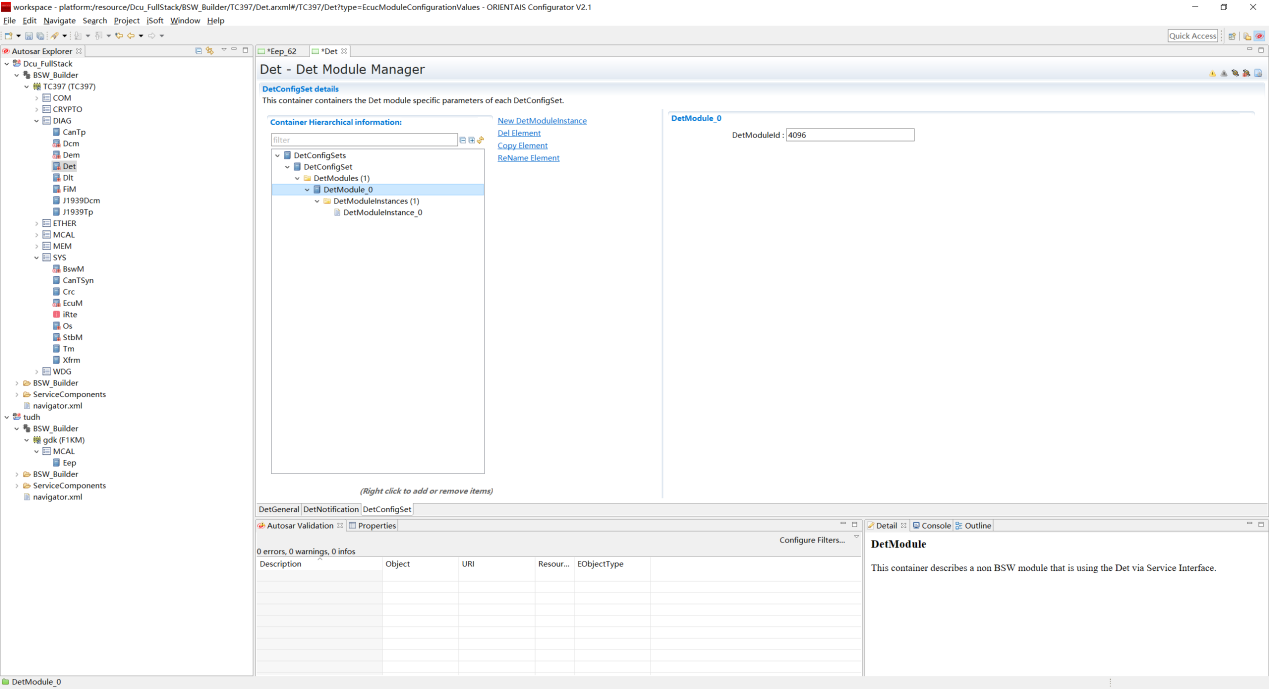 workspace - platform:/resource/Dcu_FullStack/BSW_Builder/TC397/Det.arxml#/TC397/Det?type=EcucModuleConfigurationValues - ORIENTAIS Configurator V2.1
File Edit Navigate Search Project iSoft Window Help
Quick Access
Autosar Explorer
Dcu_FullStack
BSW_Builder
TC397 (TC397)
COM
CRYPTO
DIAG
CanTp
Dcm
Dem
Det
Dlt
FiM
J1939Dcm
J1939Tp
ETHER
MCAL
MEM
SYS
BswM
CanTSyn
Crc
EcuM
iRte
Os
StbM
Tm
Xfrm
WDG
BSW_Builder
ServiceComponents
navigator.xml
tudh
BSW_Builder
gdk (F1KM)
MCAL
Eep
BSW_Builder
ServiceComponents
navigator.xml
*Eep_62
*Det
Det - Det Module Manager
DetConfigSet details
This container containers the Det module specific parameters of each DetConfigSet.
Container Hierarchical information:
filter
DetConfigSets
DetConfigSet
DetModules (1)
DetModule_0
DetModuleInstances (1)
DetModuleInstance_0
(Right click to add or remove items)
New DetModuleInstance
Del Element
Copy Element
ReName Element
DetModule_0
DetModuleId : 4096
DetGeneral DetNotification DetConfigSet
Autosar Validation Properties
Configure Filters...
0 errors, 0 warnings, 0 infos
Description Object URI Resour... EObjectType
Detail Console Outline
DetModule
This container describes a non BSW module that is using the Det via Service Interface.
DetModule_0